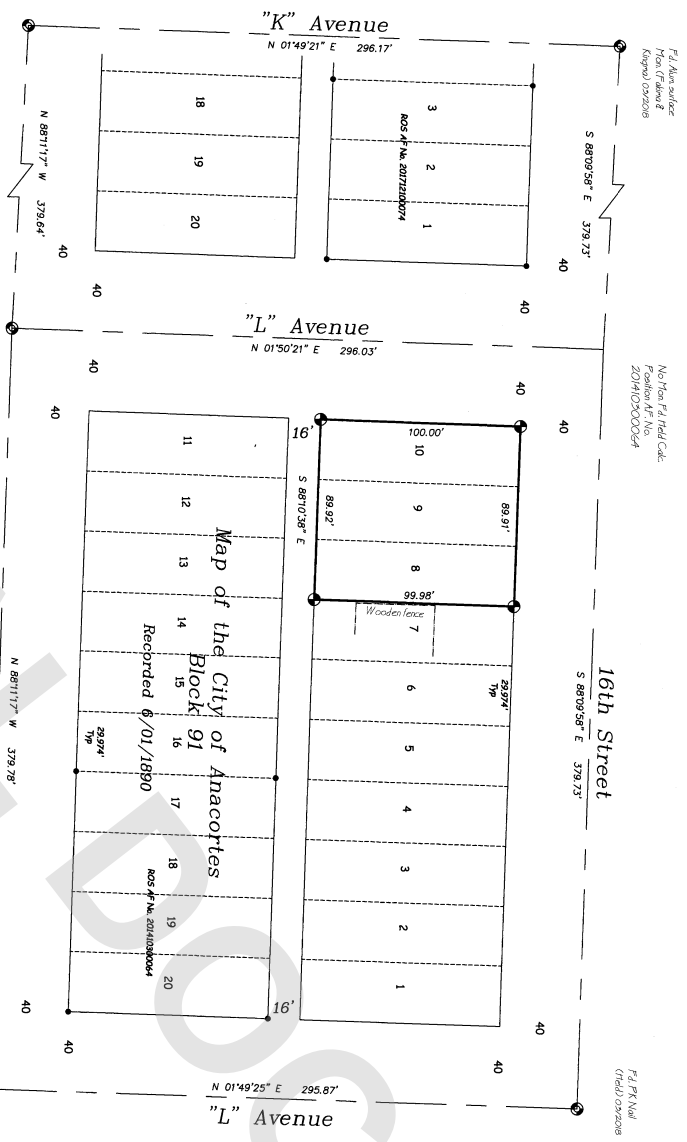 "K" Avenue
N 01°49'21" E 296.17'
Fd. Alum surface
Mon. (Fakema &
Kingma) 03/2018
S 88°09'58" E 379.73'
N 88°11'17" W 379.64'
3
2
1
ROS AF No. 201712100074
18
19
20
40
40
40
40
"L" Avenue
N 01°50'21" E 296.03'
No Mon. Fd. Held Calc.
Position A.F. No.
201410300064
40
40
40
40
16'
100.00'
10
9
8
7
6
5
4
3
2
1
89.91'
89.92'
S 88°10'38" E
99.98'
Wooden fence
29.974'
Typ
16th Street
S 88°09'58" E 379.73'
11
12
13
14
15
16
17
18
19
20
Map of the City of Anacortes
Block 91
Recorded 6/01/1890
29.974'
Typ
ROS AF No. 201410300064
16'
N 88°11'17" W 379.78'
40
40
40
40
Fd. PK Nail
(Held) 03/2018
N 01°49'25" E 295.87'
"L" Avenue
DOC